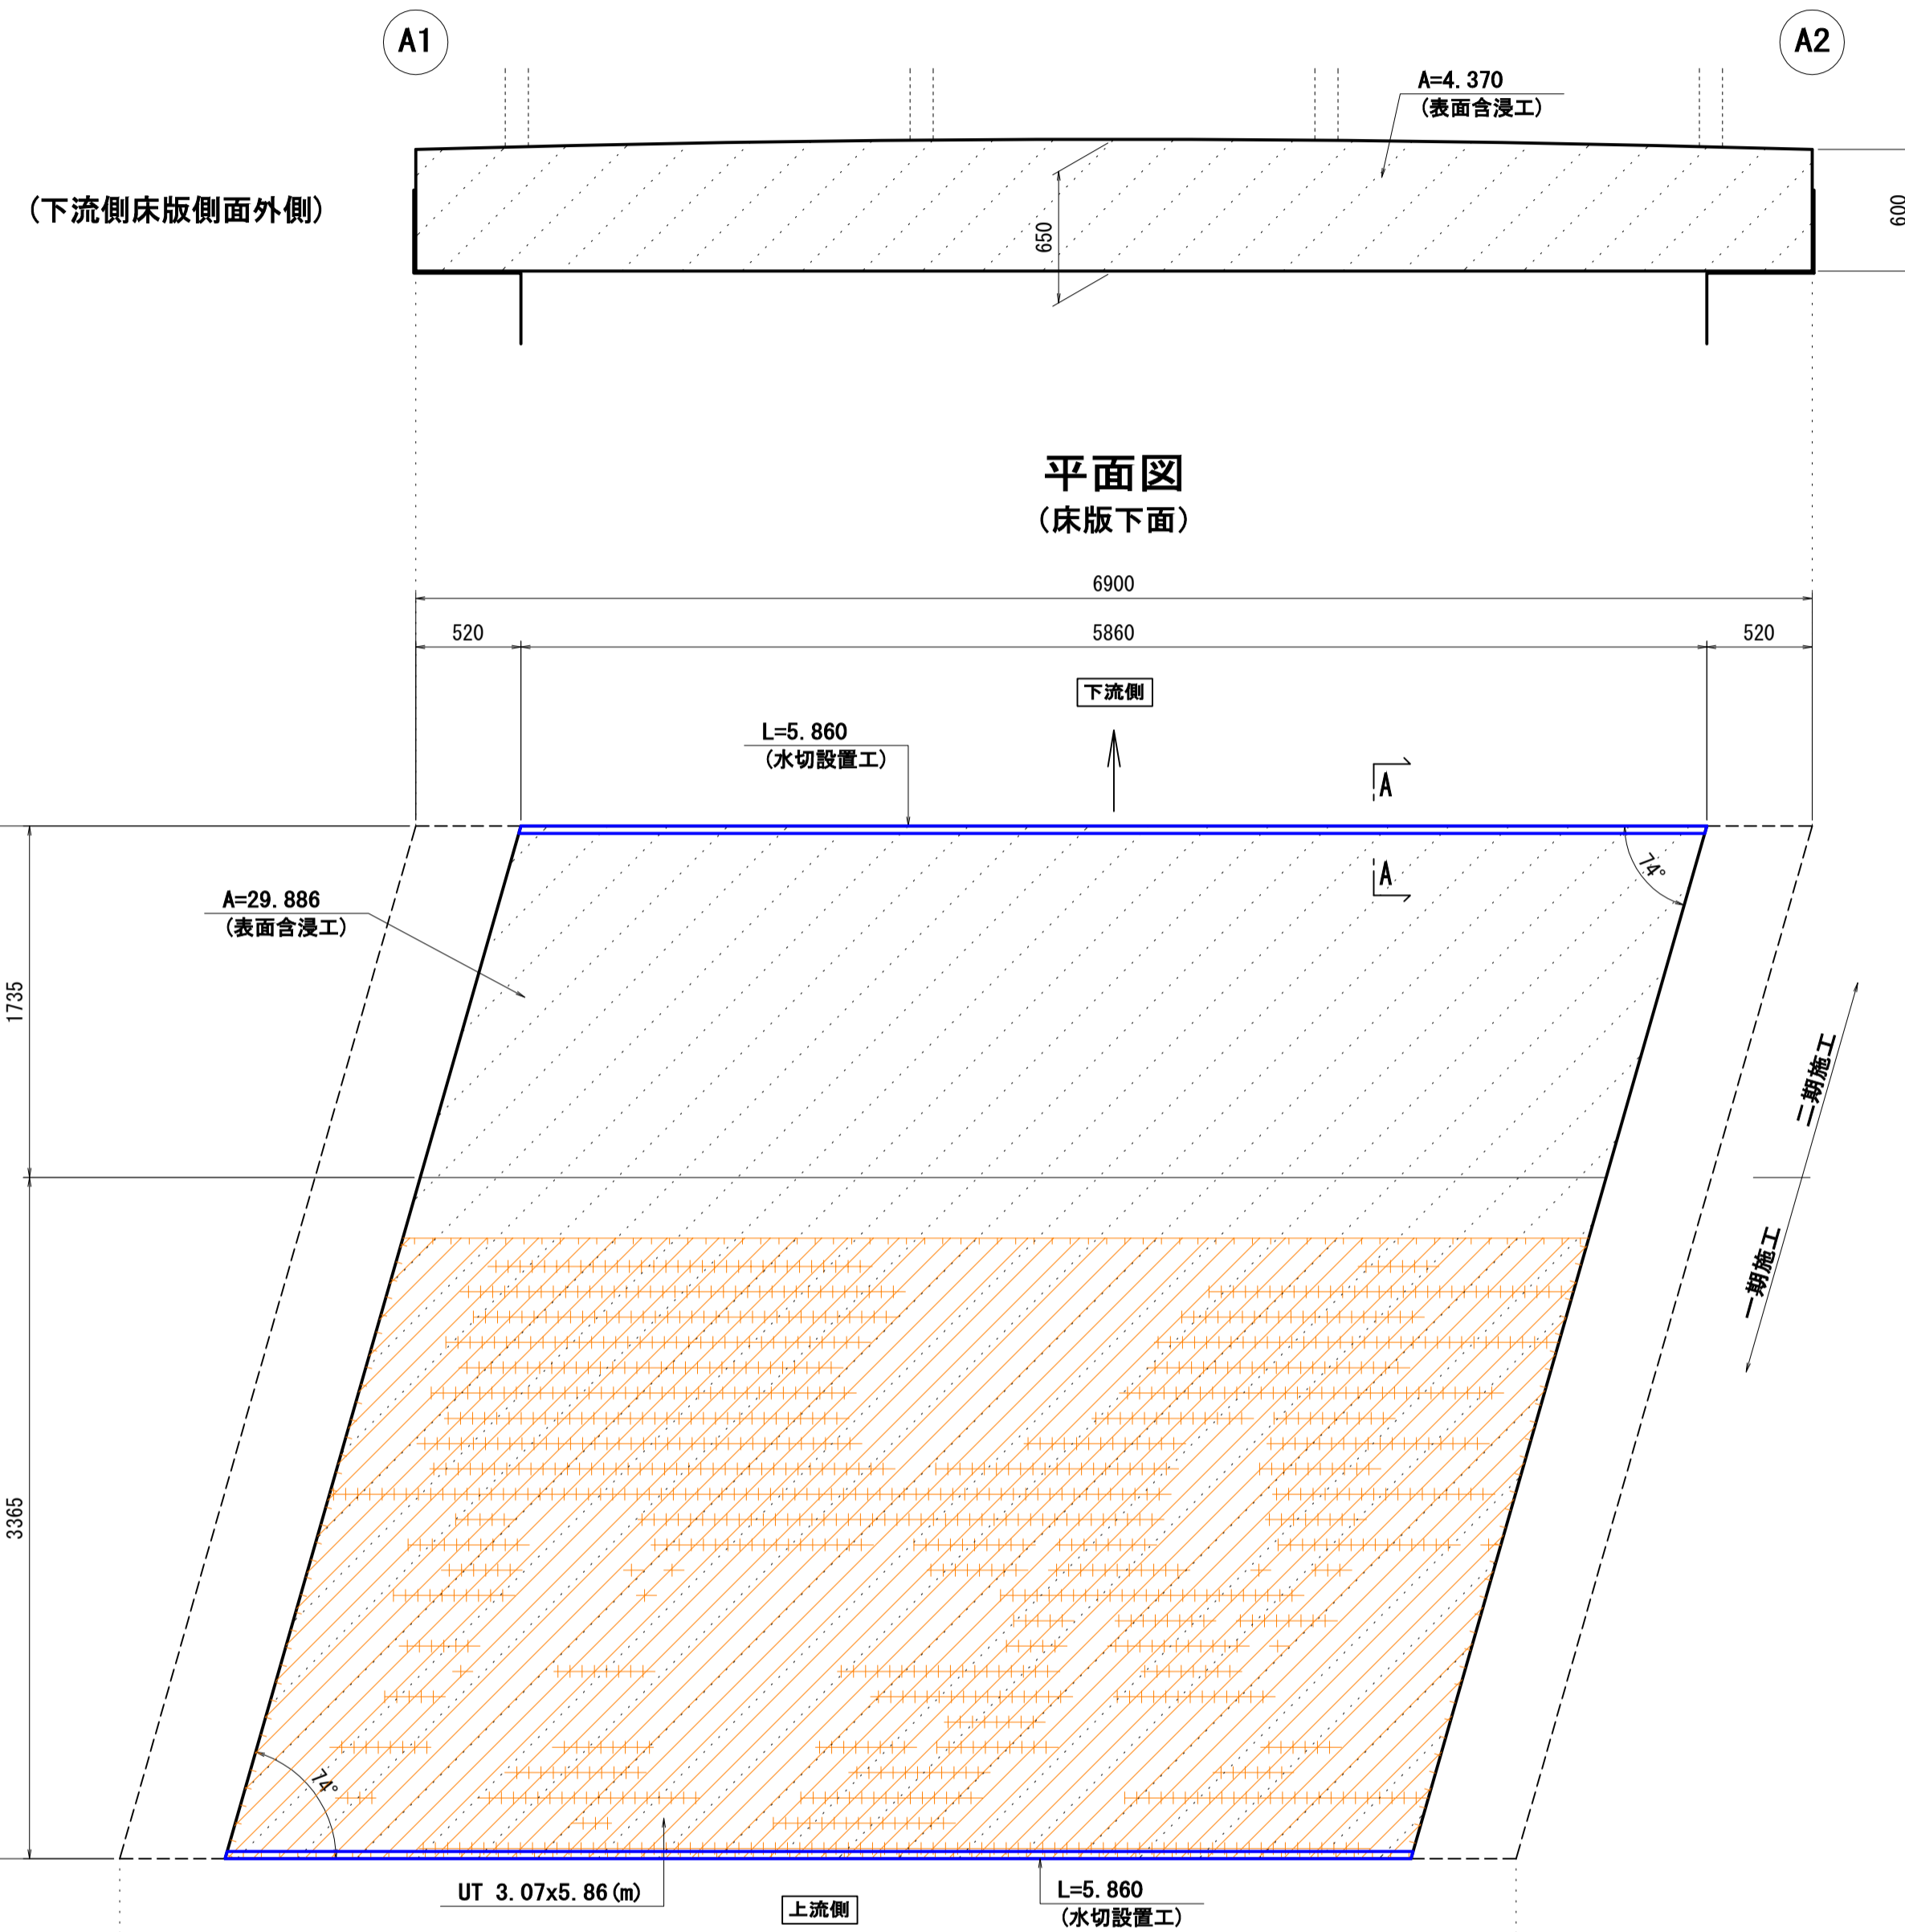 A1
A2
A=4.370
(表面含浸工)
(下流側床版側面外側)
650
600
平面図
(床版下面)
6900
520
5860
520
下流側
L=5.860
(水切設置工)
A
A
74°
A=29.886
(表面含浸工)
1735
二期施工
一期施工
3365
74°
UT 3.07x5.86(m)
上流側
L=5.860
(水切設置工)